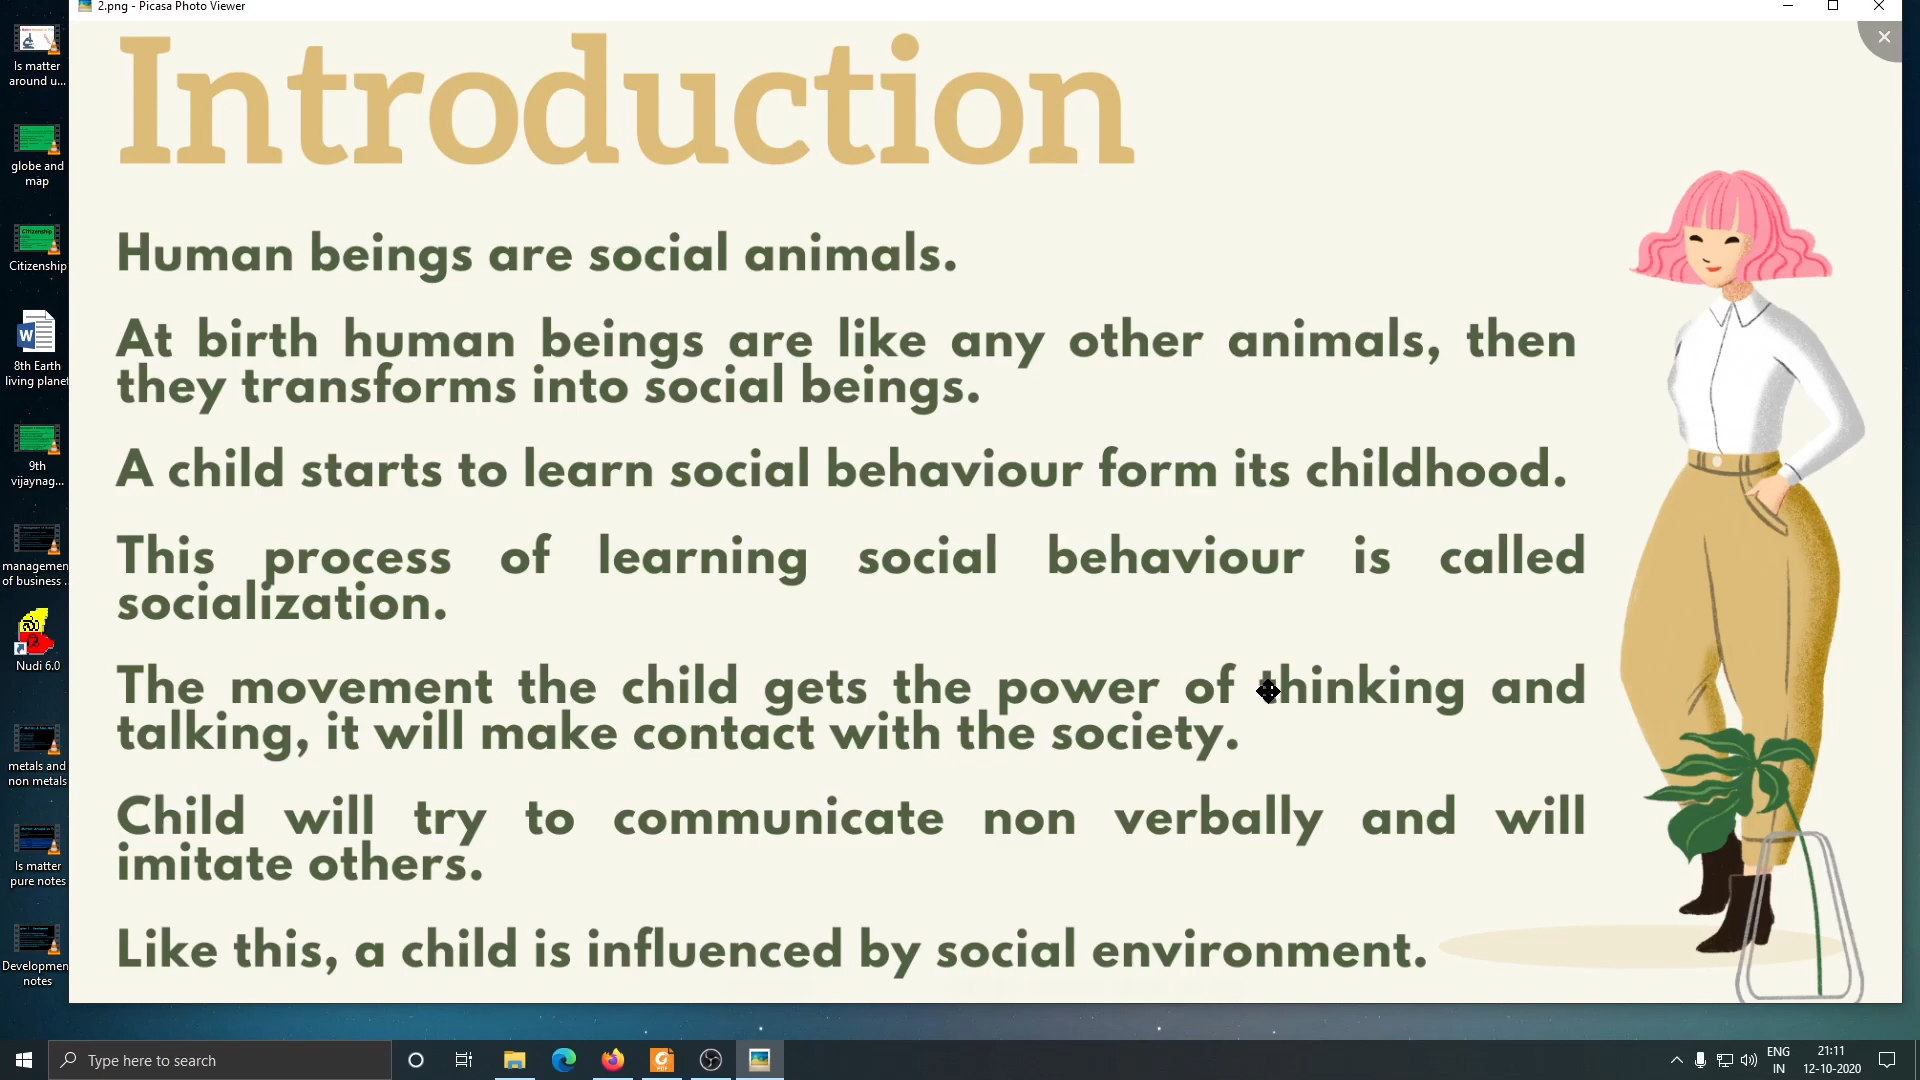 2.png - Picasa Photo Viewer
Introduction
Human beings are social animals.
At birth human beings are like any other animals, then
they transforms into social beings.
A child starts to learn social behaviour form its childhood.
This process of learning social behaviour is called
socialization.
The movement the child gets the power of thinking and
talking, it will make contact with the society.
Child will try to communicate non verbally and will
imitate others.
Like this, a child is influenced by social environment.
Is matter
around u...
globe and
map
Citizenship
8th Earth
living planet
9th
vijaynag...
managemen
of business ..
Nudi 6.0
metals and
non metals
Is matter
pure notes
Developmen
notes
Type here to search
ENG
IN
21:11
12-10-2020